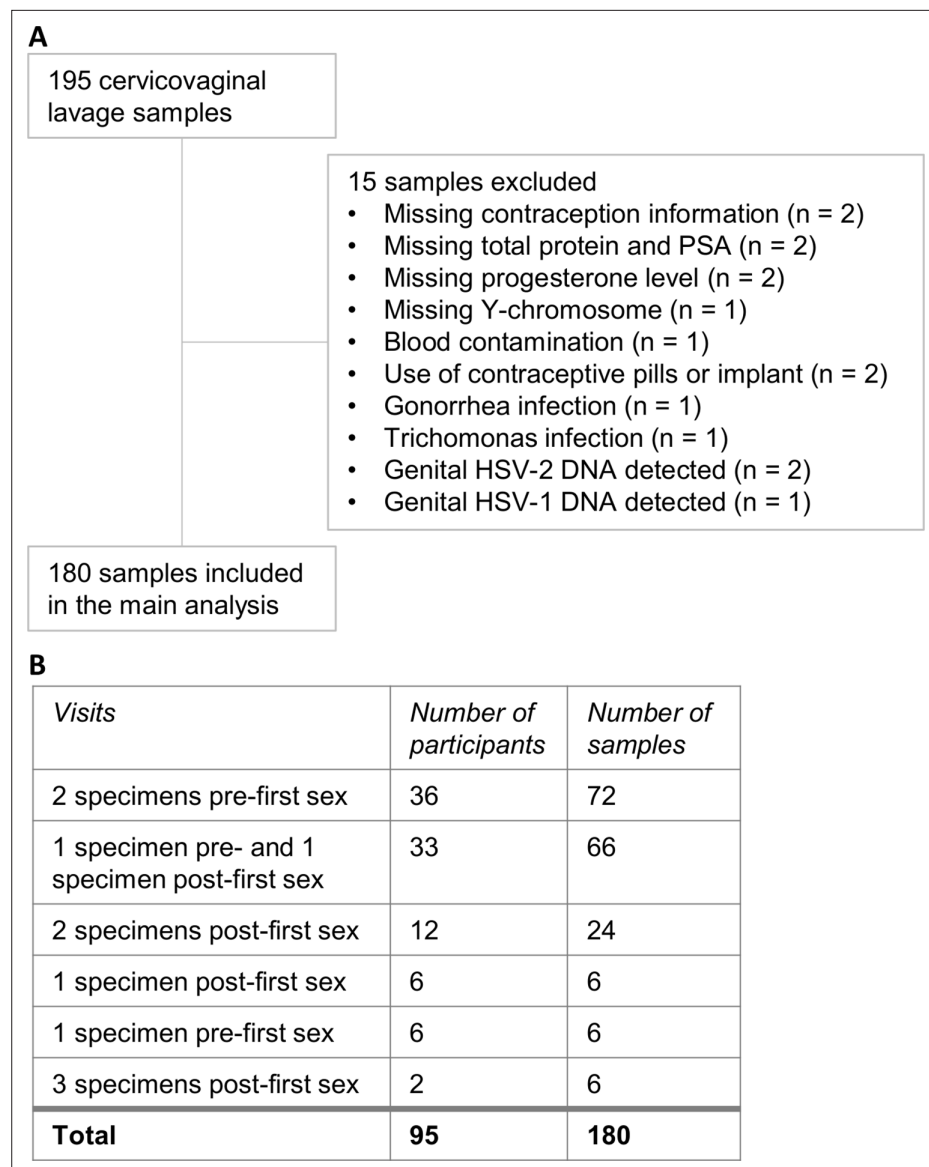 A
195 cervicovaginal
lavage samples
15 samples excluded
• Missing contraception information (n = 2)
• Missing total protein and PSA (n = 2)
• Missing progesterone level (n = 2)
• Missing Y-chromosome (n = 1)
• Blood contamination (n = 1)
• Use of contraceptive pills or implant (n = 2)
• Gonorrhea infection (n = 1)
• Trichomonas infection (n = 1)
• Genital HSV-2 DNA detected (n = 2)
• Genital HSV-1 DNA detected (n = 1)
180 samples included
in the main analysis
B
Visits Number of participants Number of samples
2 specimens pre-first sex 36 72
1 specimen pre- and 1 specimen post-first sex 33 66
2 specimens post-first sex 12 24
1 specimen post-first sex 6 6
1 specimen pre-first sex 6 6
3 specimens post-first sex 2 6
Total 95 180